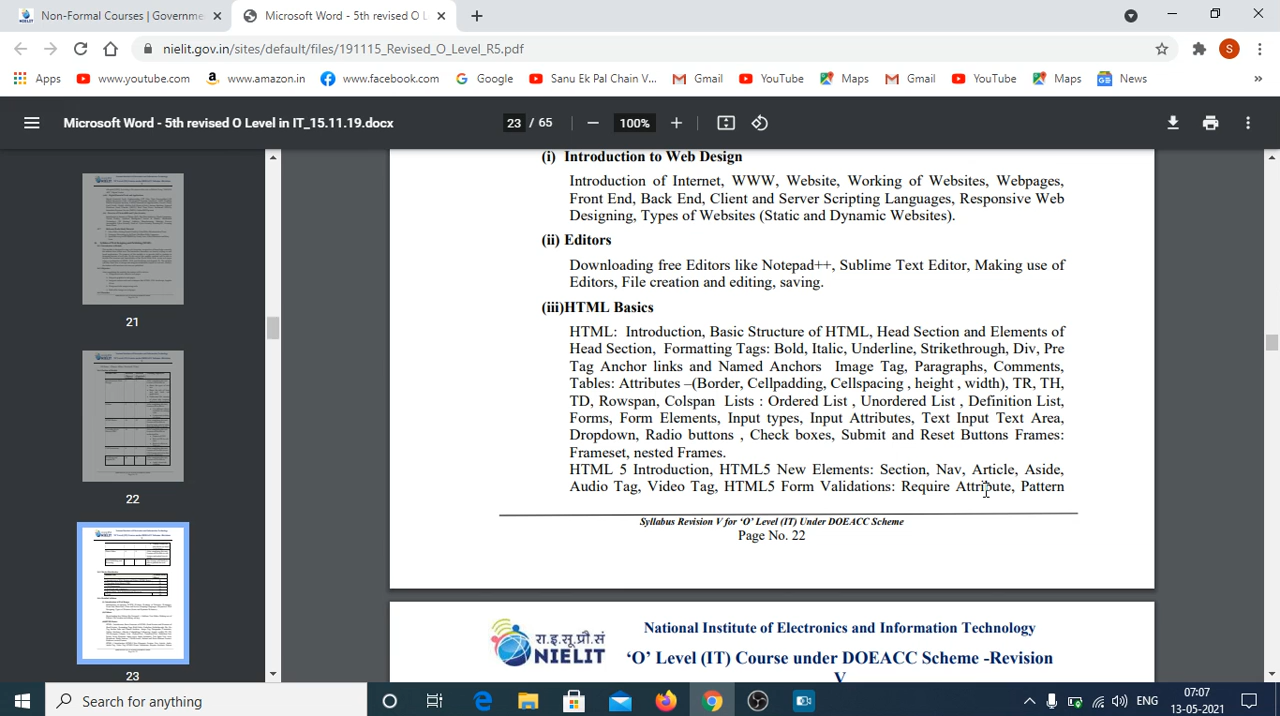 Non-Formal Courses | Governme
Microsoft Word - 5th revised O L
nielit.gov.in/sites/default/files/191115_Revised_O_Level_R5.pdf
S
Apps
www.youtube.com
www.amazon.in
www.facebook.com
Google
Sanu Ek Pal Chain V...
Gmail
YouTube
Maps
Gmail
YouTube
Maps
News
»
Microsoft Word - 5th revised O Level in IT_15.11.19.docx
23 / 65
100%
21
22
23
(i) Introduction to Web Design
Introduction of Internet, WWW, Website, Working of Websites, Webpages,
Front End, Back End, Client and Server Scripting Languages, Responsive Web
Designing, Types of Websites (Static and Dynamic Websites).
(ii) Editors
Downloading free Editors like Notepad++, Sublime Text Editor, Making use of
Editors, File creation and editing, saving.
(iii)HTML Basics
HTML: Introduction, Basic Structure of HTML, Head Section and Elements of
Head Section, Formatting Tags: Bold, Italic, Underline, Strikethrough, Div, Pre
Tag Anchor links and Named Anchors Image Tag, Paragraphs, Comments,
Tables: Attributes –(Border, Cellpadding, Cellspacing , height , width), TR, TH,
TD, Rowspan, Colspan Lists : Ordered List , Unordered List , Definition List,
Forms, Form Elements, Input types, Input Attributes, Text Input Text Area,
Dropdown, Radio buttons , Check boxes, Submit and Reset Buttons Frames:
Frameset, nested Frames.
HTML 5 Introduction, HTML5 New Elements: Section, Nav, Article, Aside,
Audio Tag, Video Tag, HTML5 Form Validations: Require Attribute, Pattern
Syllabus Revision V for ‘O’ Level (IT) Under DOEACC Scheme
Page No. 22
रा.इ.सू.प्रौ.सं
NIELIT
National Institute of Electronics and Information Technology
‘O’ Level (IT) Course under DOEACC Scheme -Revision
V
Search for anything
ENG
07:07
13-05-2021